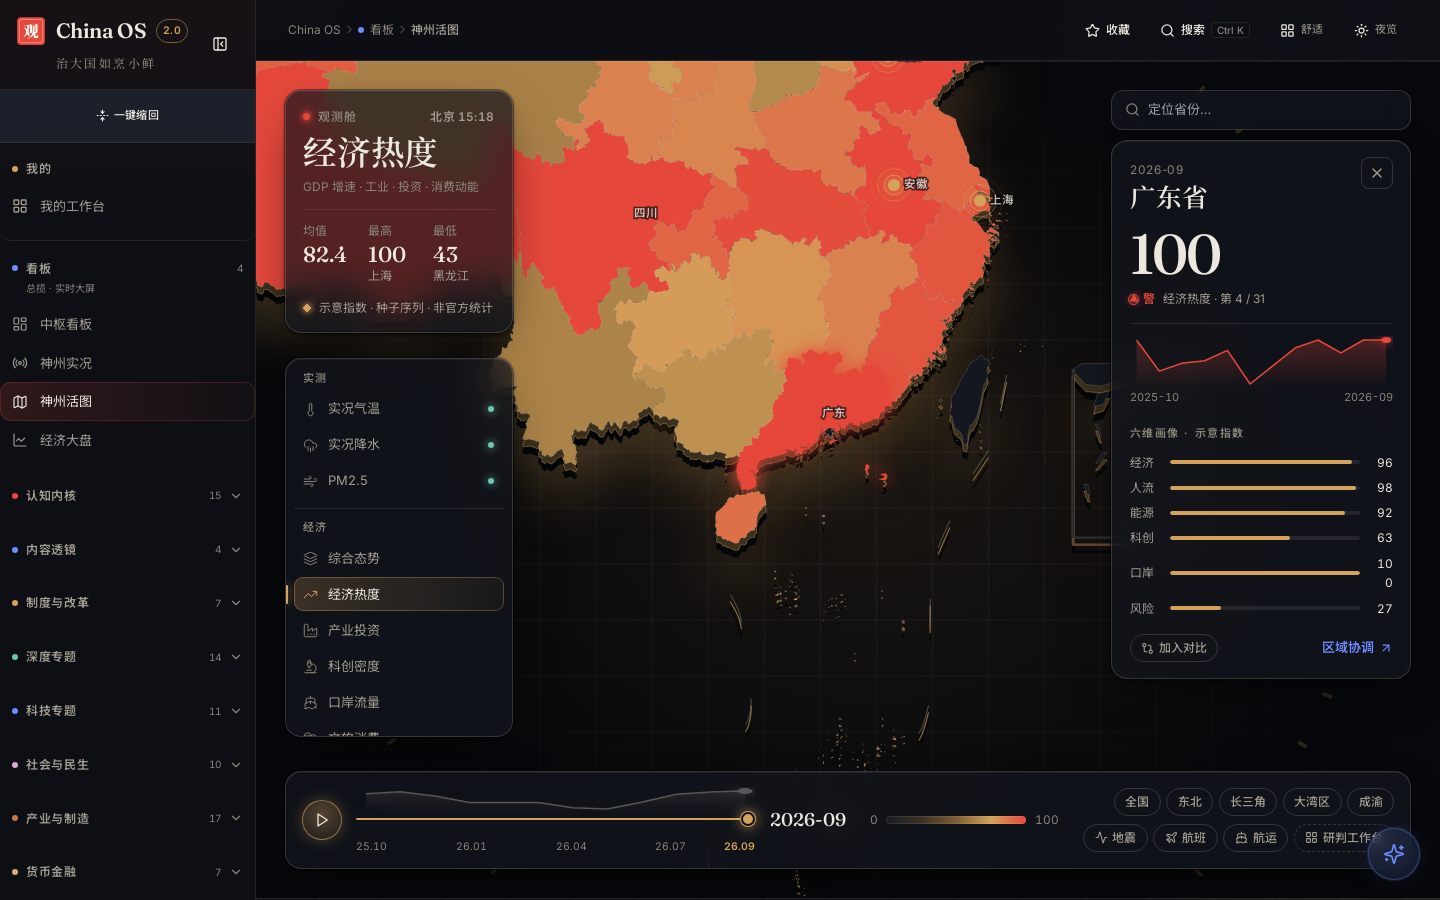 观 China OS 2.0
治大国如烹小鲜
一键缩回
我的
我的工作台
看板 4
总揽 · 实时大屏
中枢看板
神州实况
神州活图
经济大盘
认知内核 15
内容透镜 4
制度与改革 7
深度专题 14
科技专题 11
社会与民生 10
产业与制造 17
货币金融 7
China OS > 看板 > 神州活图
收藏
搜索 Ctrl K
舒适
夜览
观测舱 北京 15:18
经济热度
GDP 增速 · 工业 · 投资 · 消费动能
均值 最高 最低
82.4 100 43
上海 黑龙江
示意指数 · 种子序列 · 非官方统计
实测
实况气温
实况降水
PM2.5
经济
综合态势
经济热度
产业投资
科创密度
口岸流量
四川
安徽
上海
广东
定位省份...
2026-09
广东省
100
警 经济热度 · 第 4 / 31
2025-10 2026-09
六维画像 · 示意指数
经济 96
人流 98
能源 92
科创 63
口岸 10
0
风险 27
加入对比
区域协调
25.10 26.01 26.04 26.07 26.09
2026-09
0 100
全国 东北 长三角 大湾区 成渝
地震 航班 航运 研判工作台